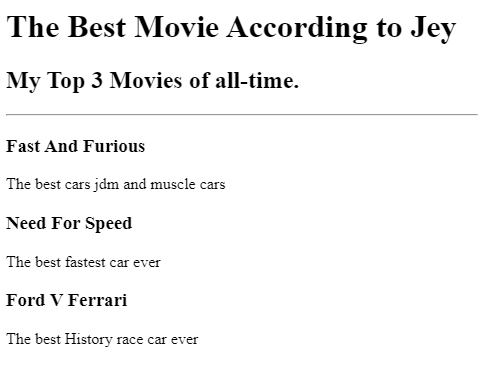 The Best Movie According to Jey
My Top 3 Movies of all-time.
Fast And Furious
The best cars jdm and muscle cars
Need For Speed
The best fastest car ever
Ford V Ferrari
The best History race car ever